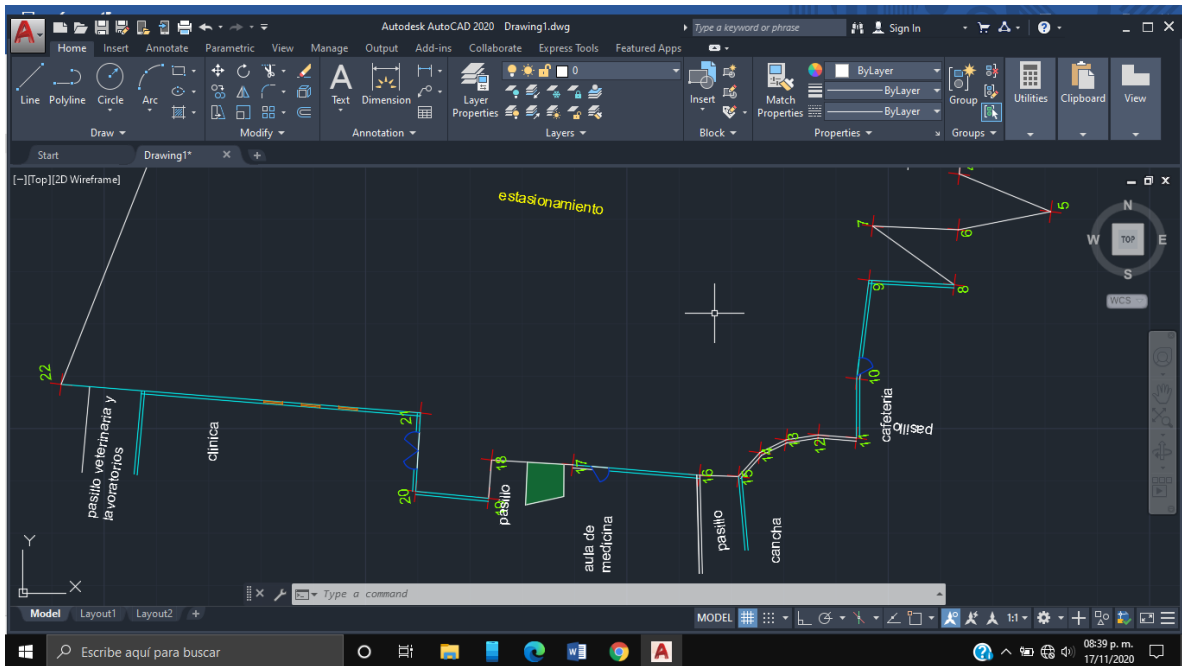 Autodesk AutoCAD 2020 Drawing1.dwg
Type a keyword or phrase
Sign In
Home Insert Annotate Parametric View Manage Output Add-ins Collaborate Express Tools Featured Apps
0
ByLayer
ByLayer
ByLayer
Line Polyline Circle Arc
Text Dimension
Layer Properties
Insert
Match Properties
Group
Utilities Clipboard View
Draw Modify Annotation Layers Block Properties Groups
Start Drawing1*
[−][Top][2D Wireframe]
estasionamiento
N
W TOP E
S
WCS
5
6
7
8
9
10
11
12
13
14
15
16
17
18
19
20
21
22
cafeteria
pasillo
clinica
pasillo veterinaria y
lavoratorios
pasillo
aula de
medicina
pasillo
cancha
Y
X
Type a command
Model Layout1 Layout2 +
MODEL 1:1
Escribe aquí para buscar
08:39 p. m.
17/11/2020